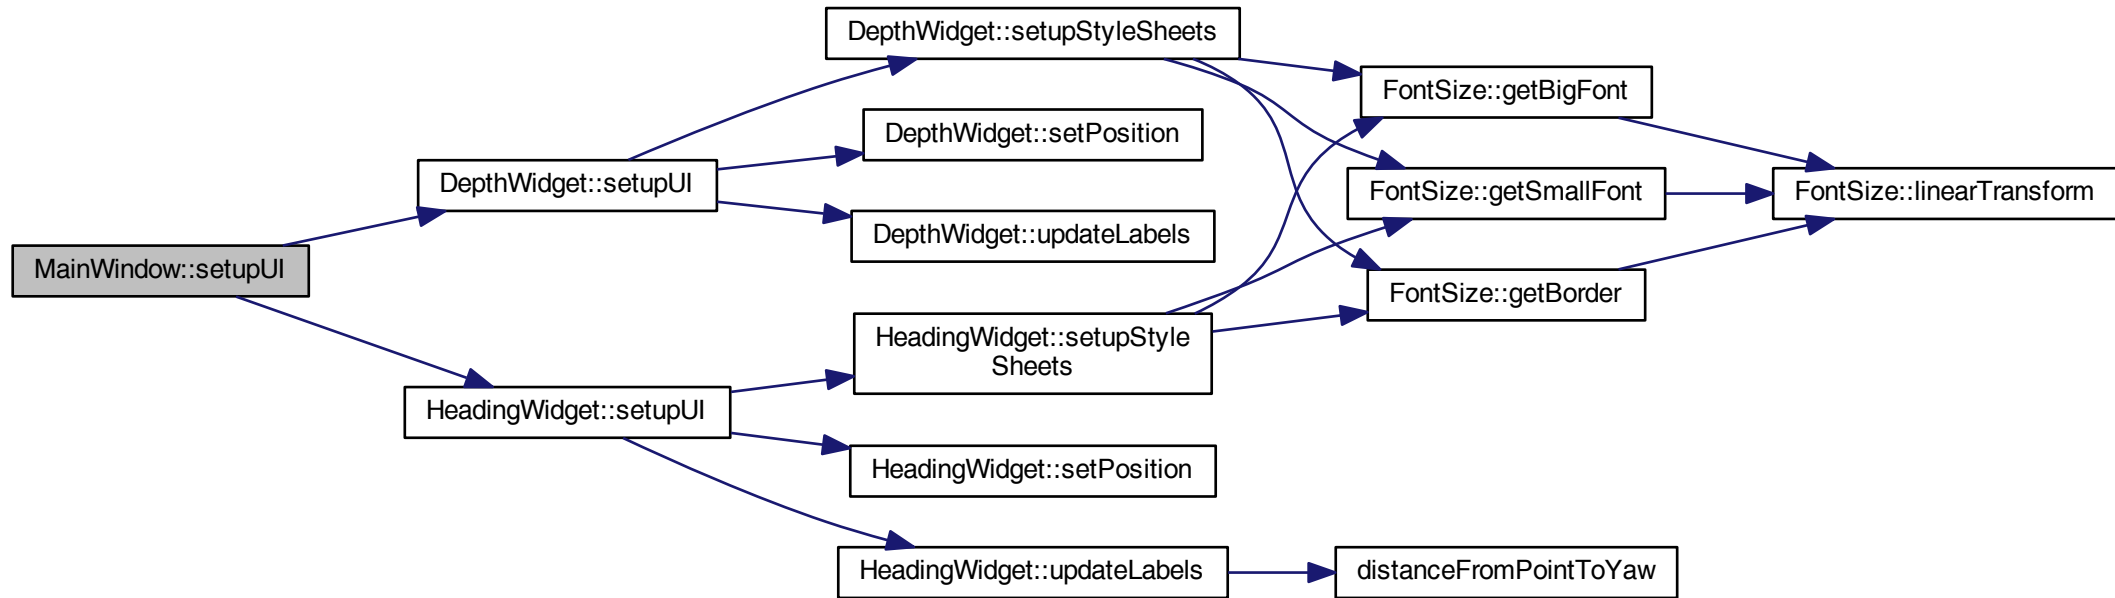 MainWindow::setupUI
DepthWidget::setupUI
HeadingWidget::setupUI
DepthWidget::setupStyleSheets
DepthWidget::setPosition
DepthWidget::updateLabels
HeadingWidget::setupStyle
Sheets
HeadingWidget::setPosition
HeadingWidget::updateLabels
FontSize::getBigFont
FontSize::getSmallFont
FontSize::getBorder
distanceFromPointToYaw
FontSize::linearTransform